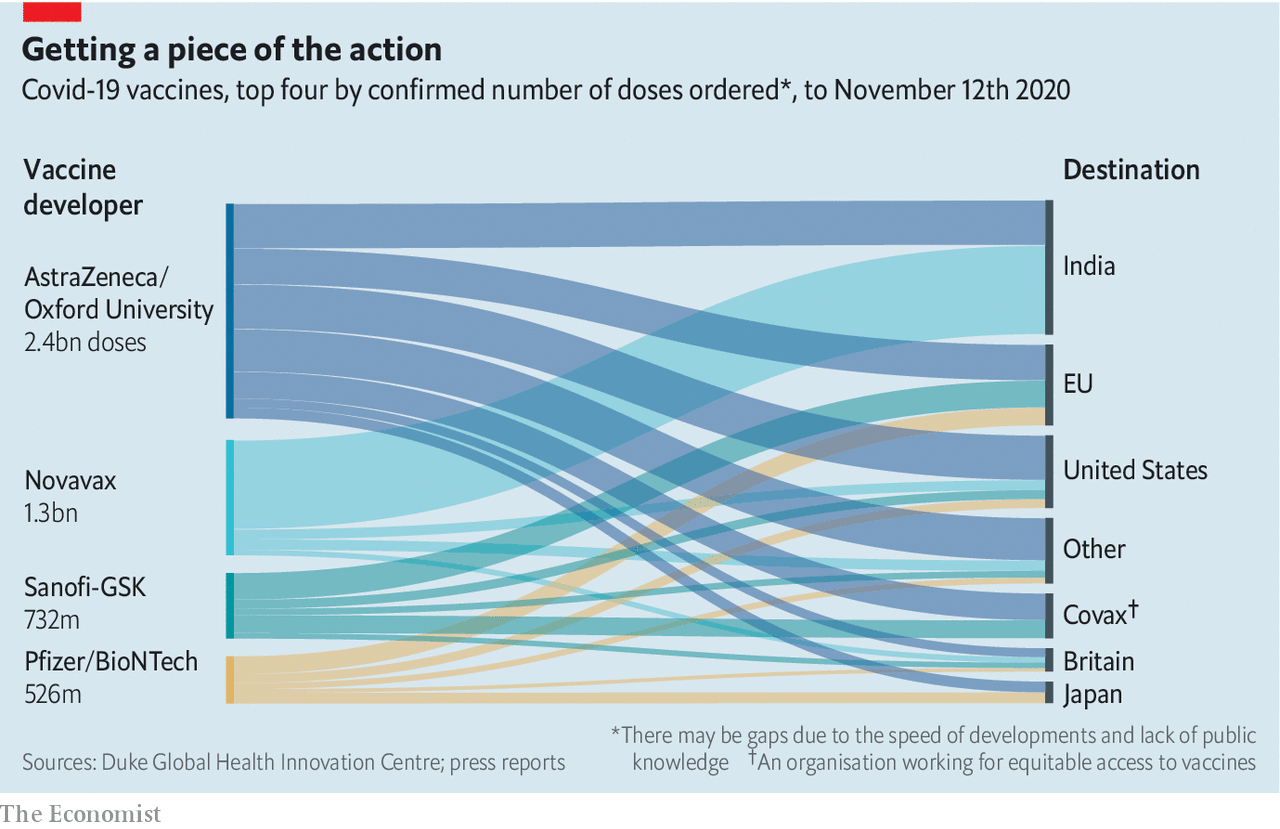 Getting a piece of the action
Covid-19 vaccines, top four by confirmed number of doses ordered*, to November 12th 2020
Vaccine
developer
AstraZeneca/
Oxford University
2.4bn doses
Novavax
1.3bn
Sanofi-GSK
732m
Pfizer/BioNTech
526m
Destination
India
EU
United States
Other
Covax†
Britain
Japan
*There may be gaps due to the speed of developments and lack of public
knowledge †An organisation working for equitable access to vaccines
Sources: Duke Global Health Innovation Centre; press reports
The Economist